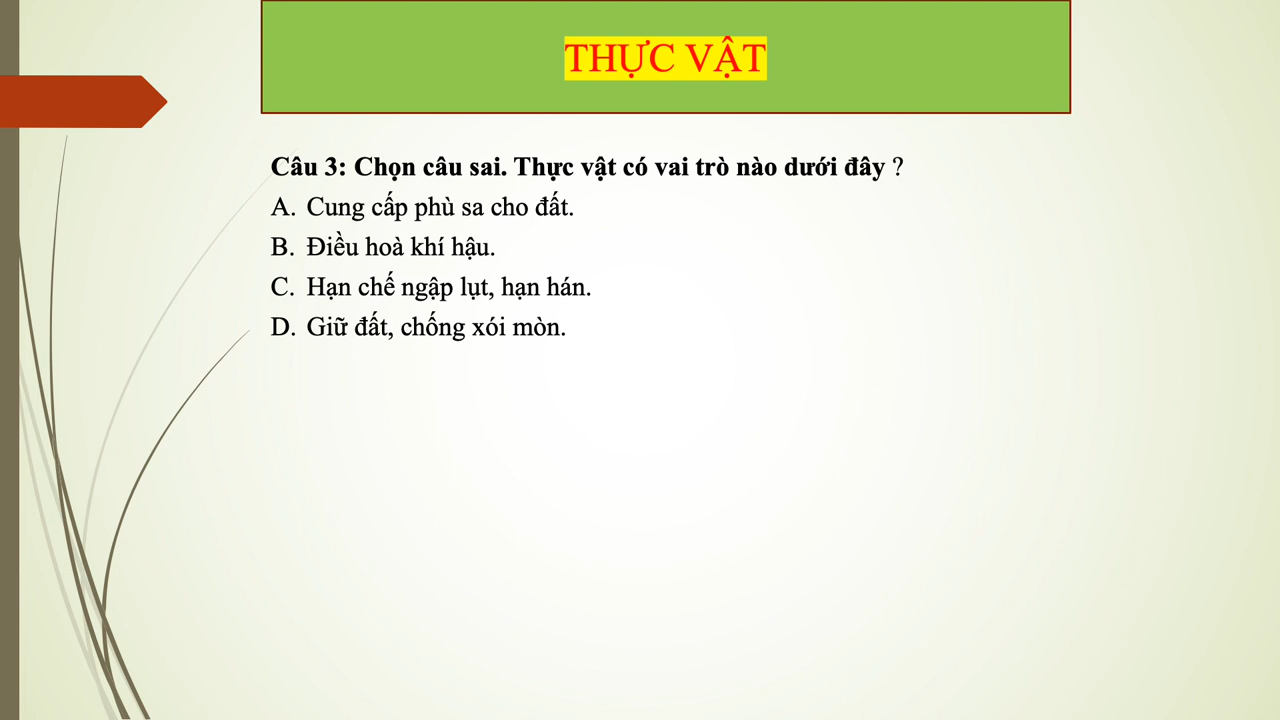 THỰC VẬT
Câu 3: Chọn câu sai. Thực vật có vai trò nào dưới đây ?
A. Cung cấp phù sa cho đất.
B. Điều hoà khí hậu.
C. Hạn chế ngập lụt, hạn hán.
D. Giữ đất, chống xói mòn.